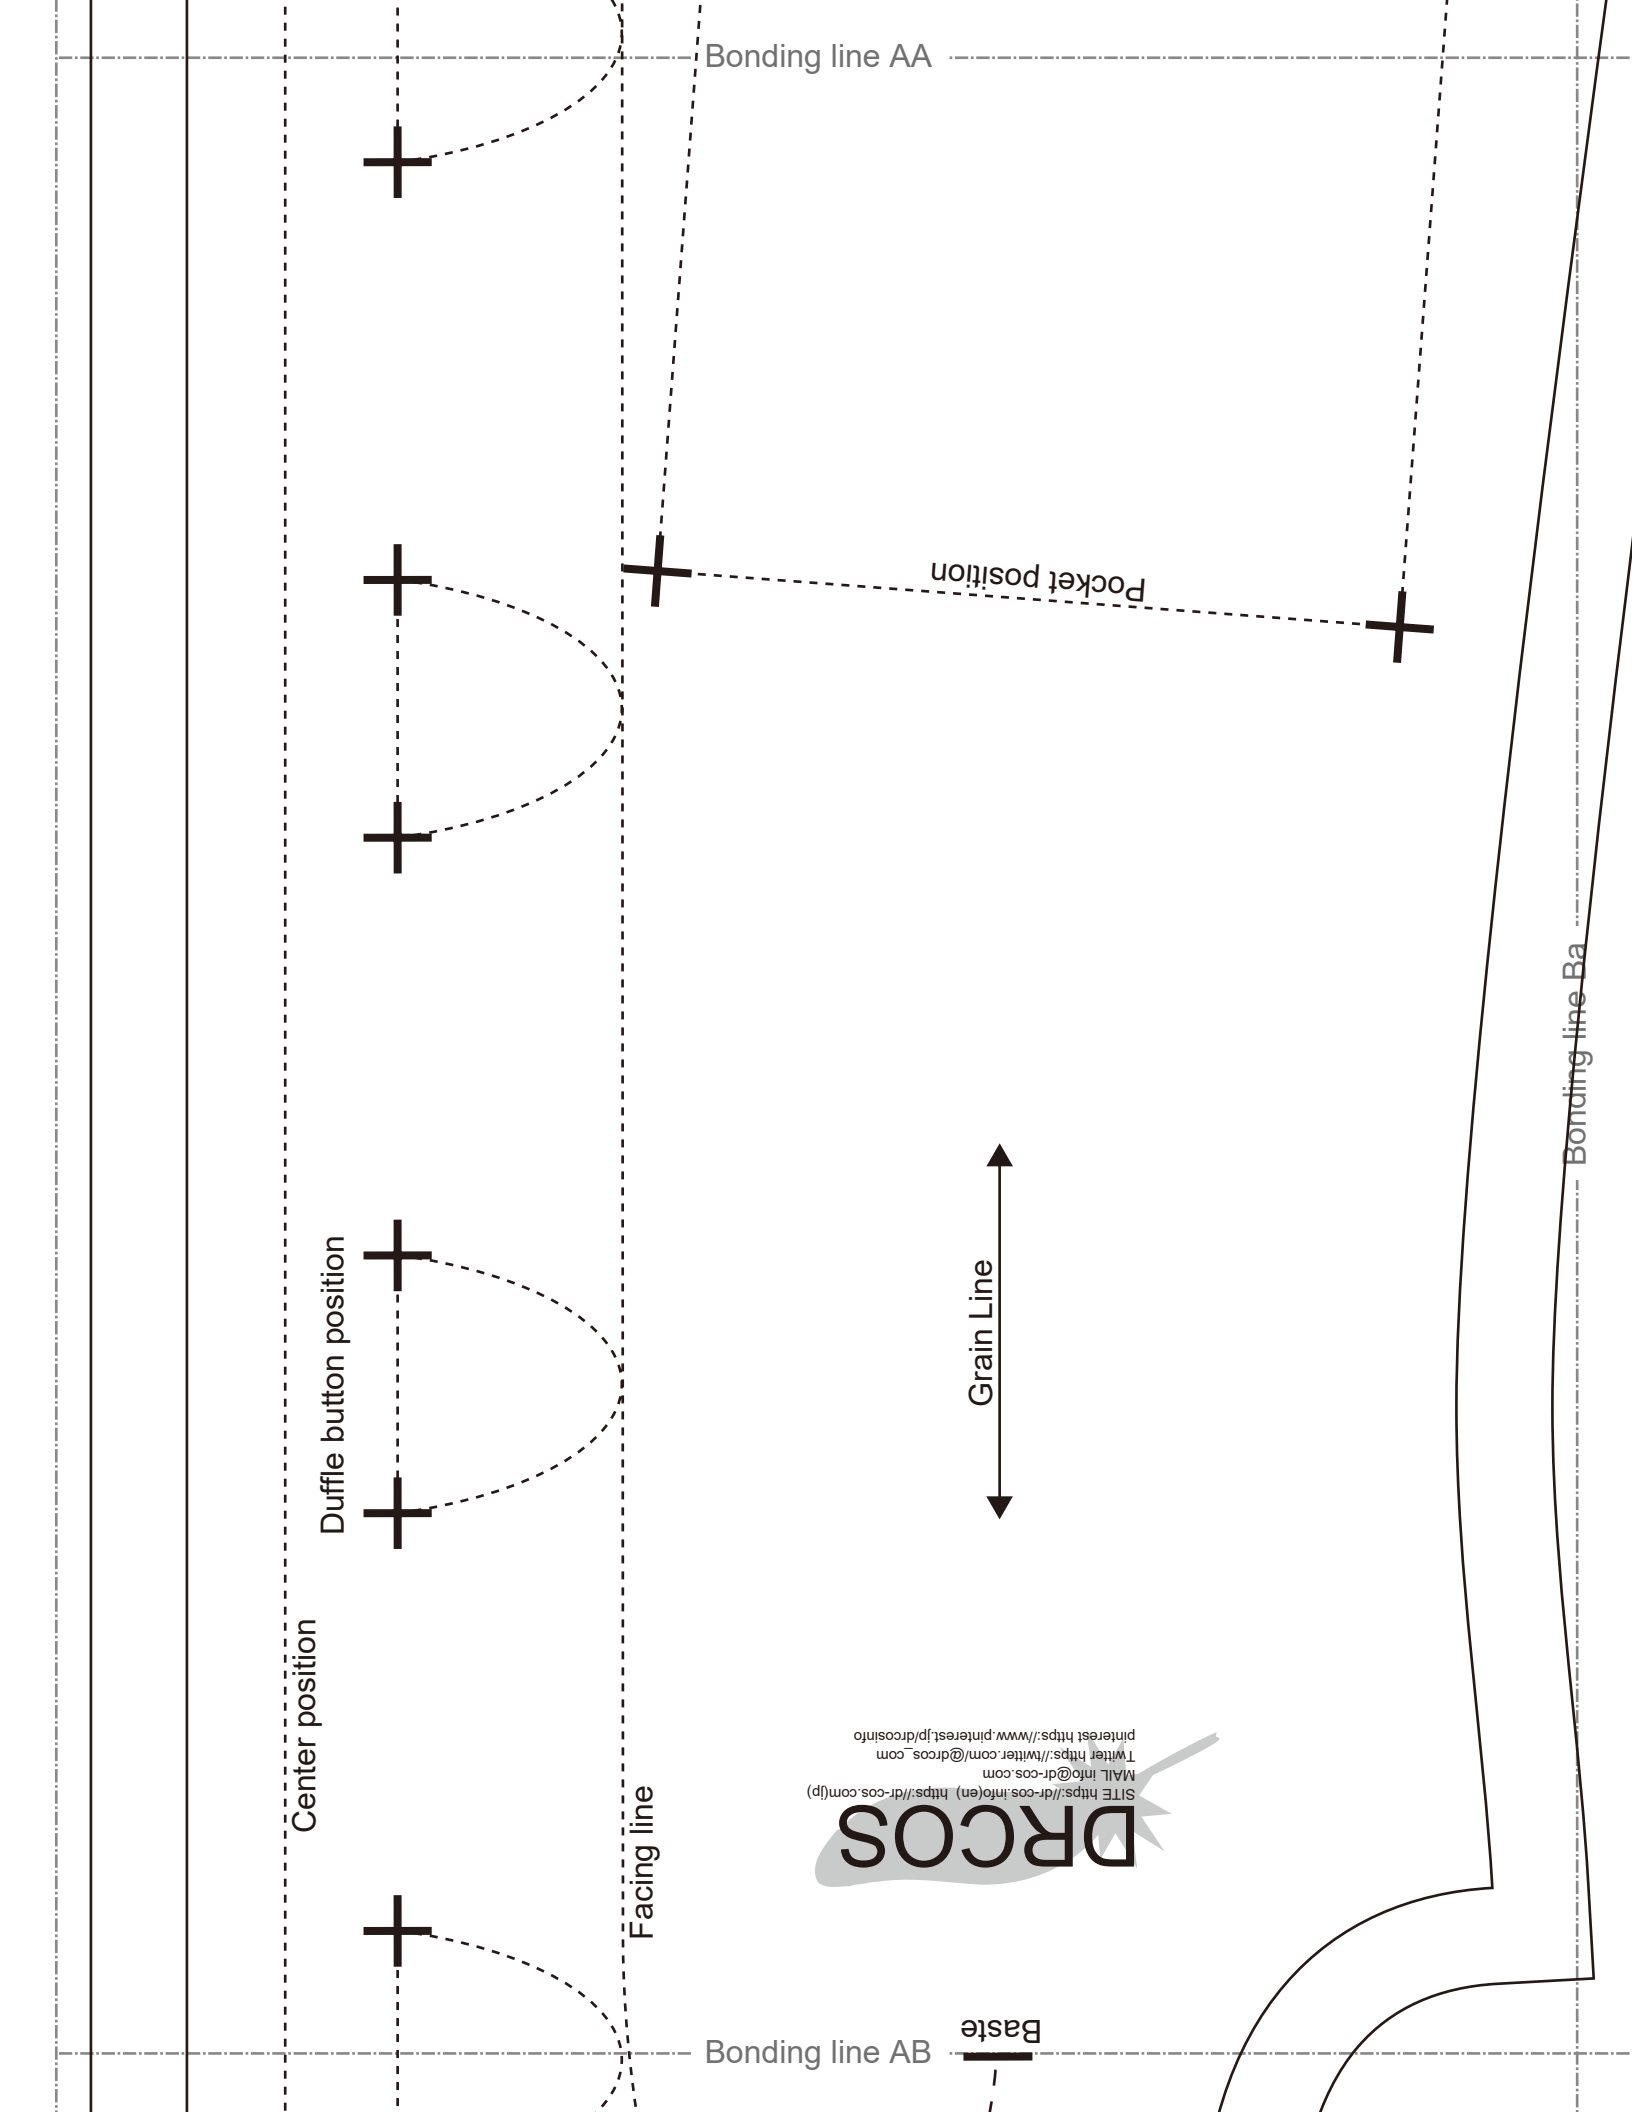 Bonding line AA
Pocket position
Bonding line Ba
Duffle button position
Grain Line
Center position
Facing line
DRCOS
SITE https://dr-cos.info(en)  https://dr-cos.com(jp)
MAIL info@dr-cos.com
Twitter https://twitter.com/@drcos_com
pinterest https://www.pinterest.jp/drcosinfo
Baste
Bonding line AB